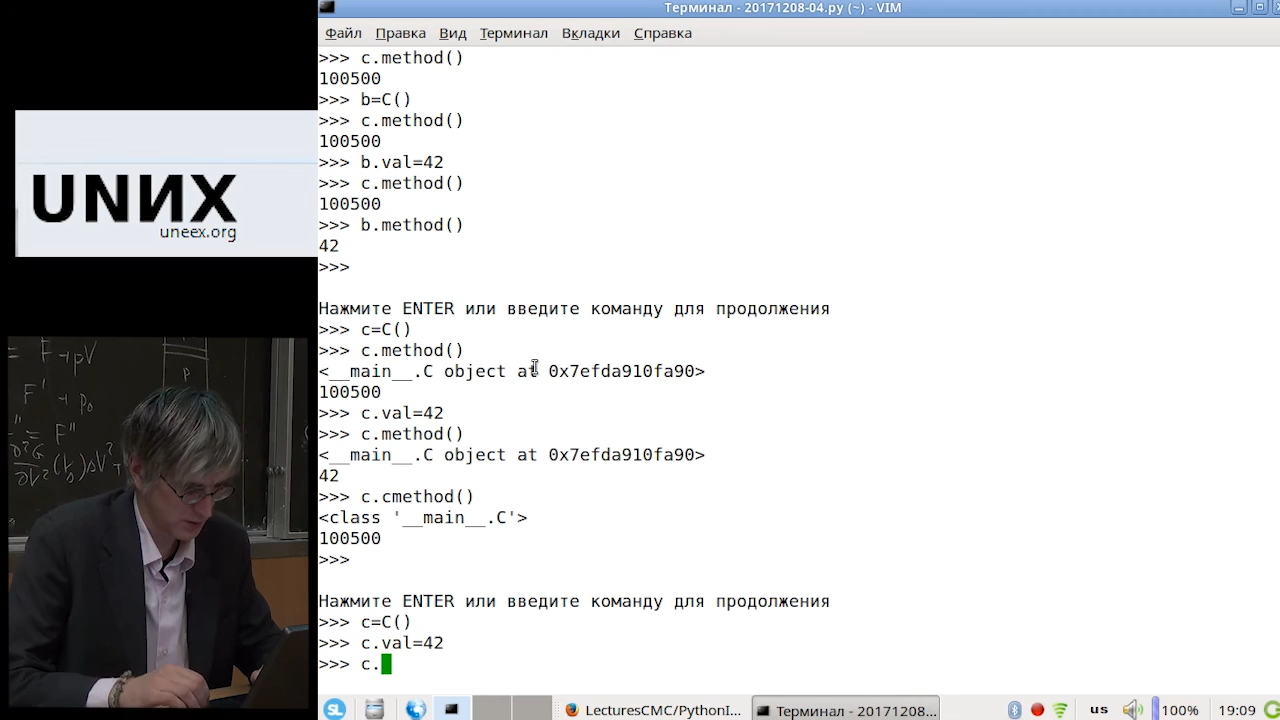 Терминал - 20171208-04.py (~) - VIM
Файл Правка Вид Терминал Вкладки Справка
>>> c.method()
100500
>>> b=C()
>>> c.method()
100500
>>> b.val=42
>>> c.method()
100500
>>> b.method()
42
>>>
Нажмите ENTER или введите команду для продолжения
>>> c=C()
>>> c.method()
<__main__.C object at 0x7efda910fa90>
100500
>>> c.val=42
>>> c.method()
<__main__.C object at 0x7efda910fa90>
42
>>> c.cmethod()
<class '__main__.C'>
100500
>>>
Нажмите ENTER или введите команду для продолжения
>>> c=C()
>>> c.val=42
>>> c.
UNИX
uneex.org
F → pV
P
F' → p₀
F''
SL LecturesCMC/PythonI... Терминал - 20171208... us 100% 19:09